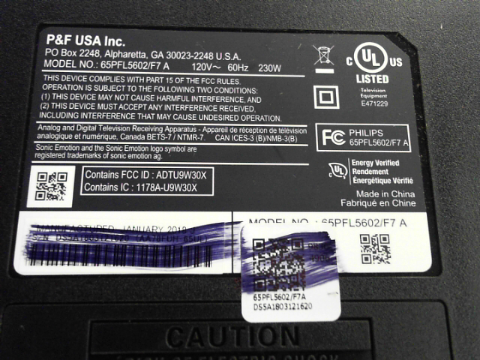 P&F USA Inc.
PO Box 2248, Alpharetta, GA 30023-2248 U.S.A.
MODEL NO.: 65PFL5602/F7 A 120V~ 60Hz 230W
THIS DEVICE COMPLIES WITH PART 15 OF THE FCC RULES.
OPERATION IS SUBJECT TO THE FOLLOWING TWO CONDITIONS:
(1) THIS DEVICE MAY NOT CAUSE HARMFUL INTERFERENCE, AND
(2) THIS DEVICE MUST ACCEPT ANY INTERFERENCE RECEIVED,
INCLUDING INTERFERENCE THAT MAY CAUSE UNDESIRED OPERATION.
Analog and Digital Television Receiving Apparatus - Appareil de réception de télévision
analogique et numérique, Canada BETS-7 / NTMR-7. CAN ICES-3 (B)/NMB-3(B)
Sonic Emotion and the Sonic Emotion logo symbol are
registered trademarks of Sonic Emotion.
C UL US
LISTED
Television
Equipment
E471229
FC PHILIPS
65PFL5602/F7 A
Energy Verified
Rendement
Énergétique Vérifié
Made in China
Fabriqué en Chine
Contains FCC ID : ADTU9W30X
Contains IC : 1178A-U9W30X
JANUARY 2018
MODEL NO.: 65PFL5602/F7 A
65PFL5602/F7A
DS5A1803121620
CAUTION